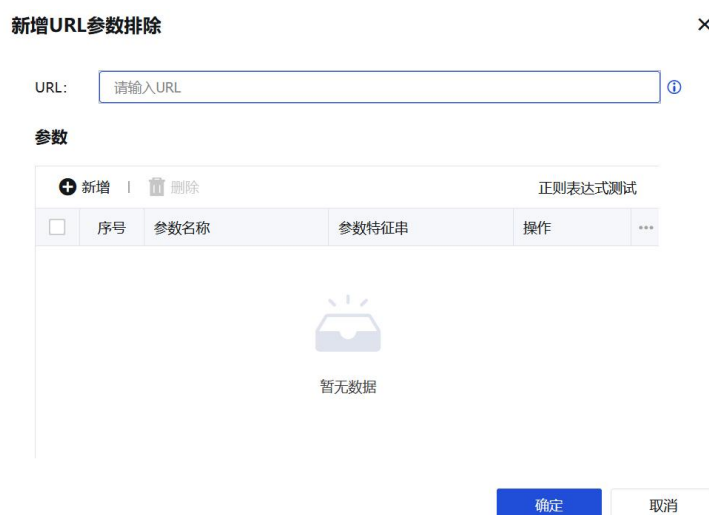 新增URL参数排除
URL: 请输入URL
参数
新增 删除 正则表达式测试
序号 参数名称 参数特征串 操作
暂无数据
确定 取消